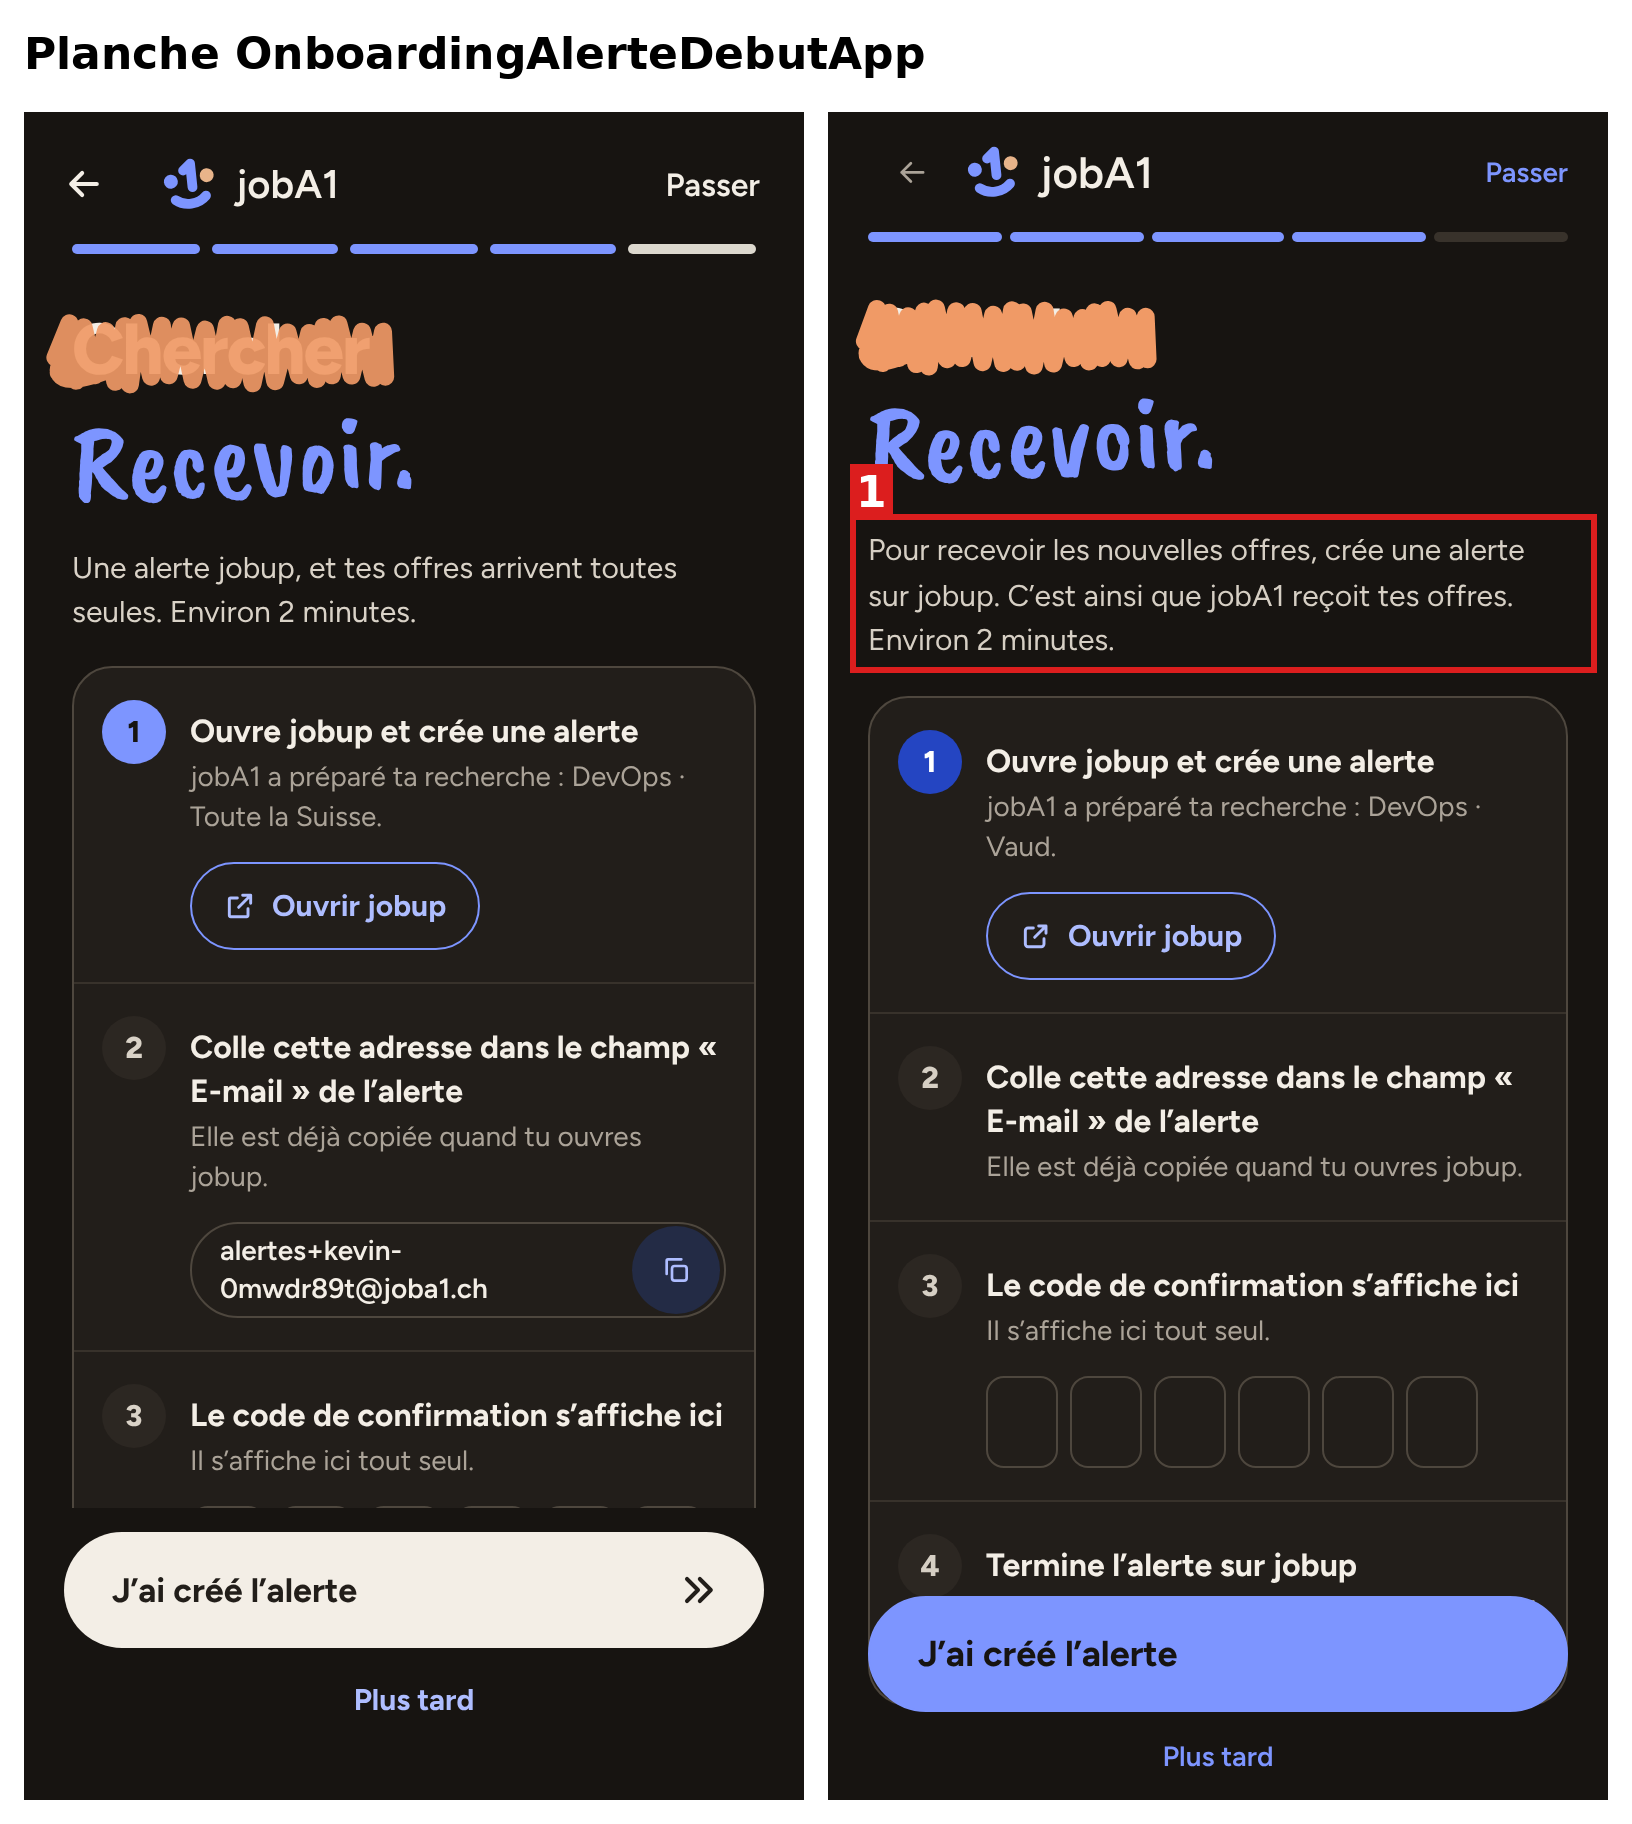 Planche OnboardingAlerteDebutApp
jobA1
Passer
Chercher
Recevoir.
Une alerte jobup, et tes offres arrivent toutes
seules. Environ 2 minutes.
1
Ouvre jobup et crée une alerte
jobA1 a préparé ta recherche : DevOps ·
Toute la Suisse.
Ouvrir jobup
2
Colle cette adresse dans le champ «
E-mail » de l’alerte
Elle est déjà copiée quand tu ouvres
jobup.
alertes+kevin-
0mwdr89t@joba1.ch
3
Le code de confirmation s’affiche ici
Il s’affiche ici tout seul.
J’ai créé l’alerte
Plus tard
jobA1
Passer
Recevoir.
1
Pour recevoir les nouvelles offres, crée une alerte
sur jobup. C’est ainsi que jobA1 reçoit tes offres.
Environ 2 minutes.
1
Ouvre jobup et crée une alerte
jobA1 a préparé ta recherche : DevOps ·
Vaud.
Ouvrir jobup
2
Colle cette adresse dans le champ «
E-mail » de l’alerte
Elle est déjà copiée quand tu ouvres jobup.
3
Le code de confirmation s’affiche ici
Il s’affiche ici tout seul.
4
Termine l’alerte sur jobup
J’ai créé l’alerte
Plus tard